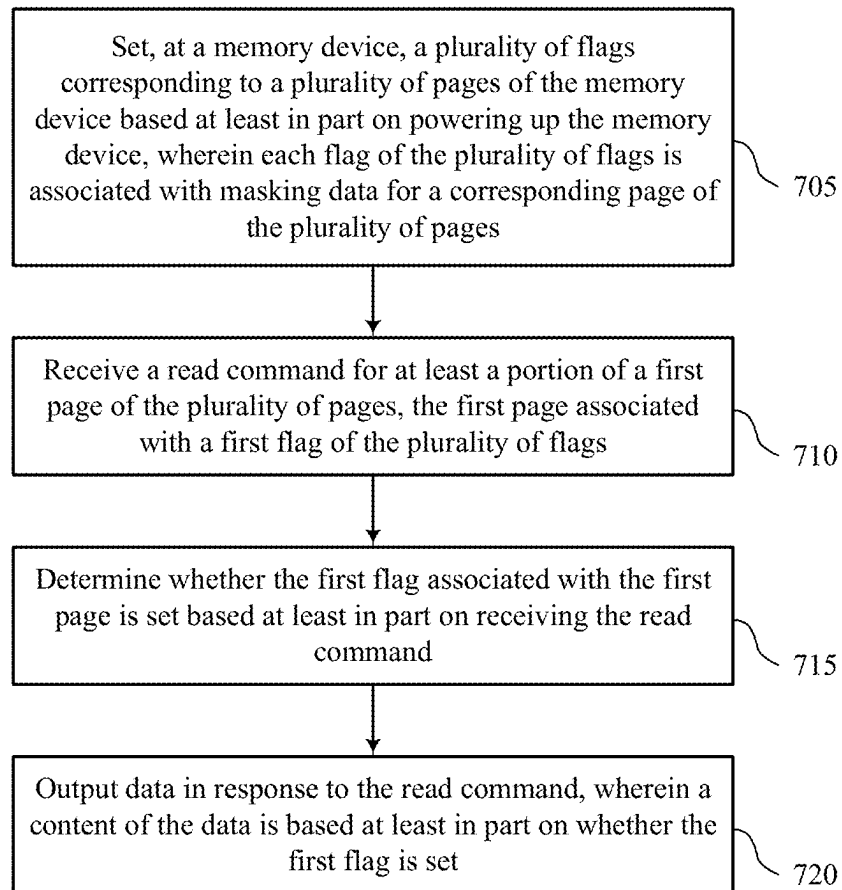 Set, at a memory device, a plurality of flags
corresponding to a plurality of pages of the memory
device based at least in part on powering up the memory
device, wherein each flag of the plurality of flags is
associated with masking data for a corresponding page of
the plurality of pages
705
Receive a read command for at least a portion of a first
page of the plurality of pages, the first page associated
with a first flag of the plurality of flags
710
Determine whether the first flag associated with the first
page is set based at least in part on receiving the read
command
715
Output data in response to the read command, wherein a
content of the data is based at least in part on whether the
first flag is set
720